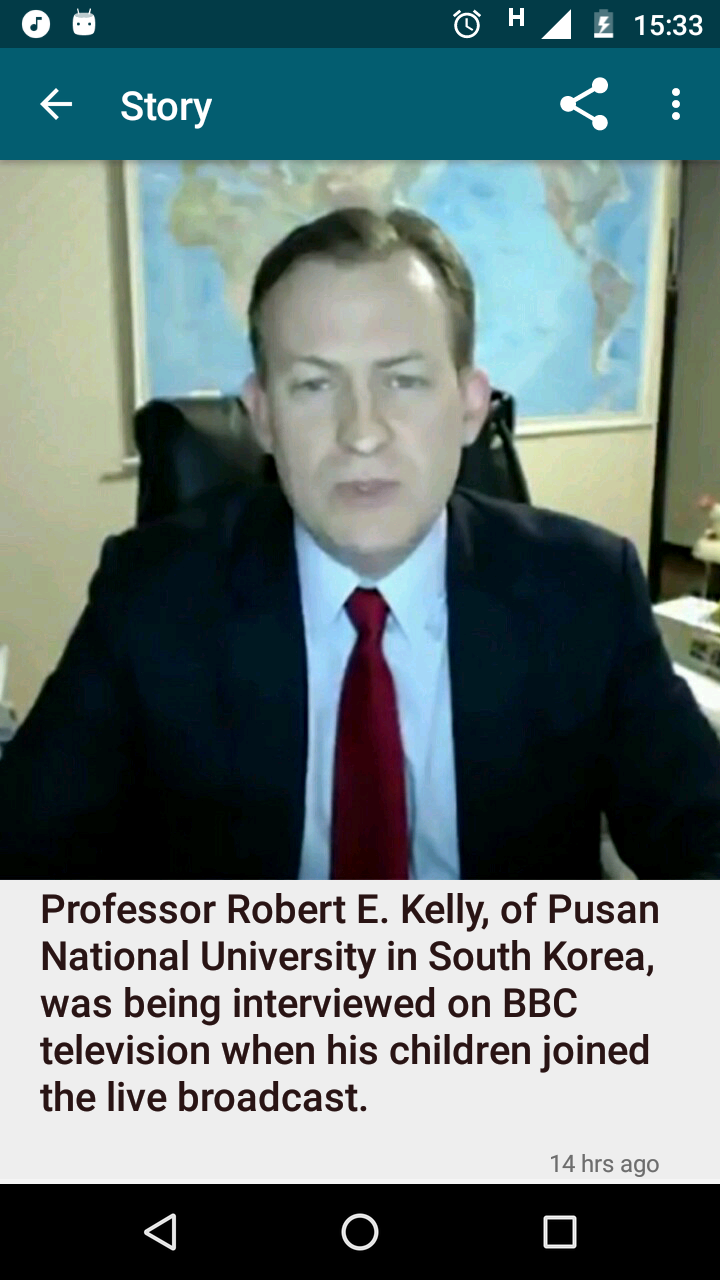 H 15:33
Story
Professor Robert E. Kelly, of Pusan
National University in South Korea,
was being interviewed on BBC
television when his children joined
the live broadcast.
14 hrs ago